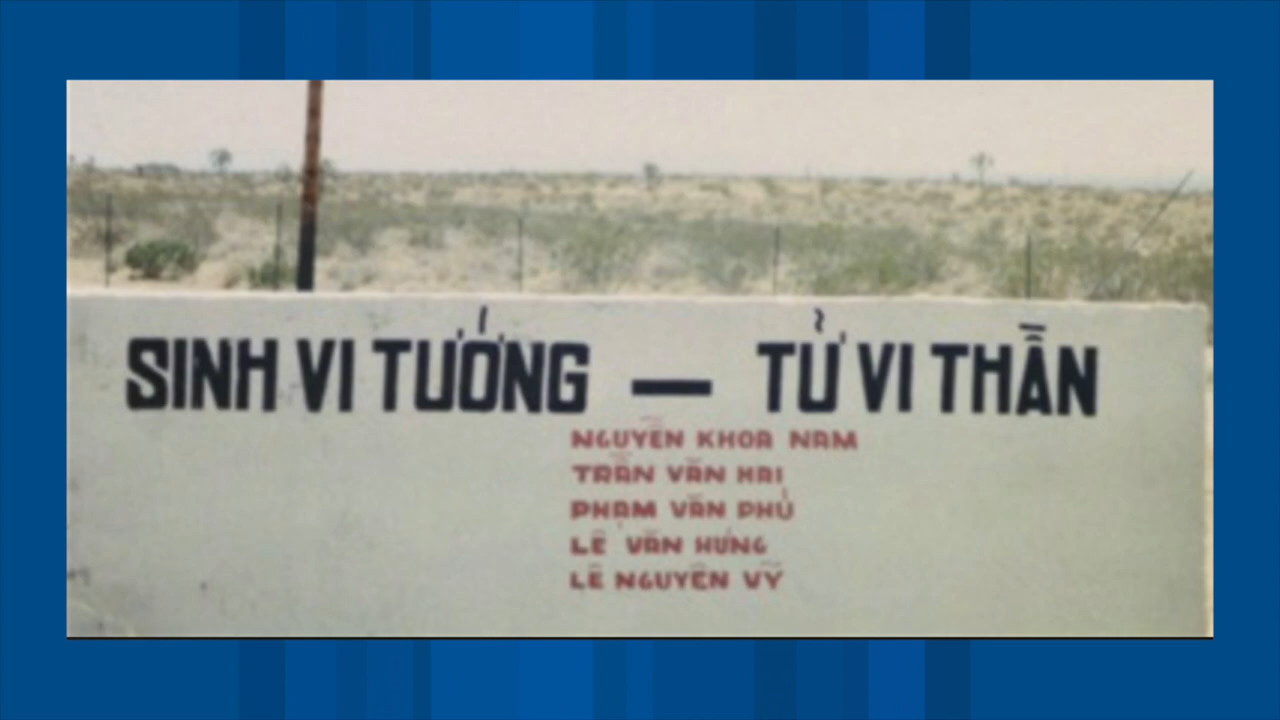 SINH VI TƯỚNG — TỬ VI THẦN
NGUYỄN KHOA NAM
TRẦN VĂN HAI
PHẠM VĂN PHÚ
LÊ VĂN HƯNG
LÊ NGUYÊN VỸ